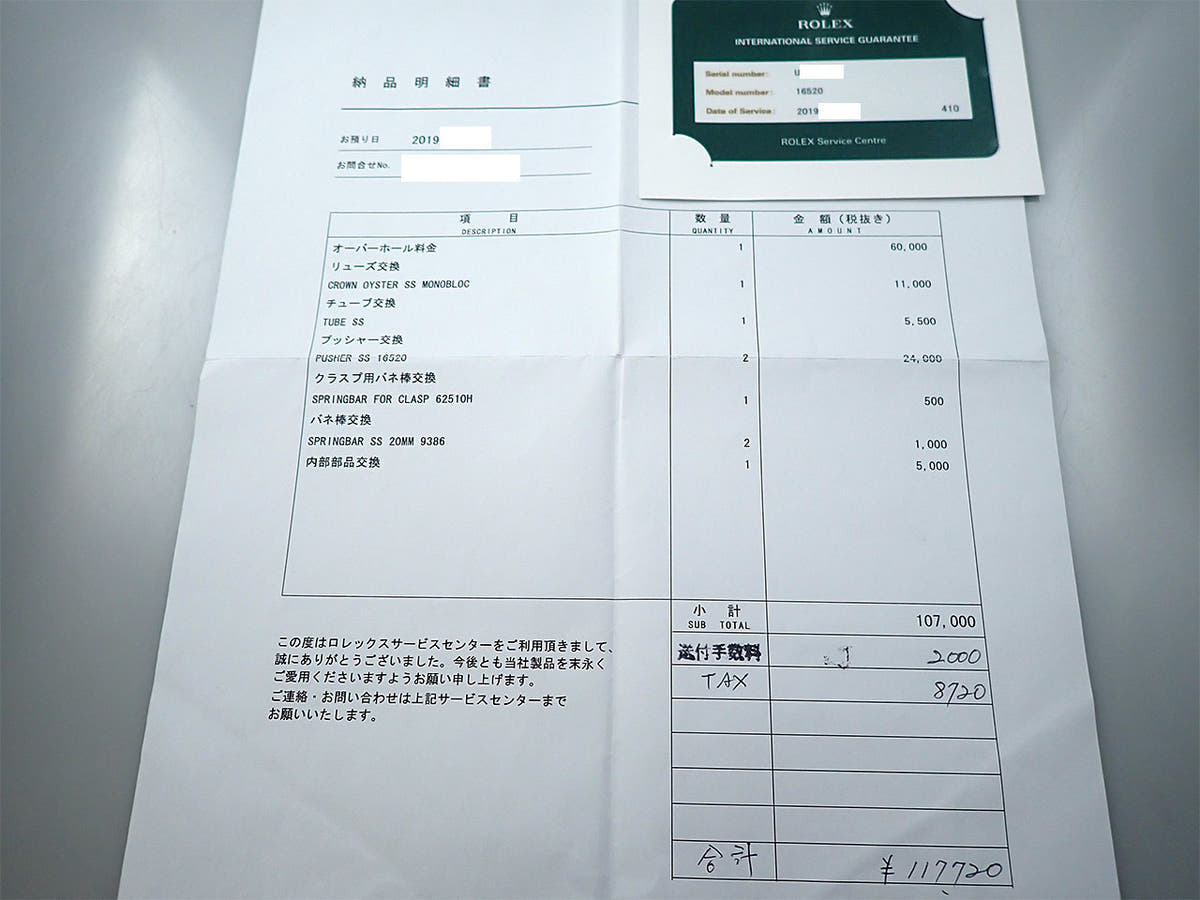 ROLEX
INTERNATIONAL SERVICE GUARANTEE
Serial number: U
Model number: 16520
Date of Service: 2019 410
ROLEX Service Centre
納品明細書
お預り日 2019
お問合せNo.
項 目 数 量 金 額 (税抜き)
DESCRIPTION QUANTITY AMOUNT
オーバーホール料金 1 60,000
リューズ交換
CROWN OYSTER SS MONOBLOC 1 11,000
チューブ交換
TUBE SS 1 5,500
プッシャー交換
PUSHER SS 16520 2 24,000
クラスプ用バネ棒交換
SPRINGBAR FOR CLASP 62510H 1 500
バネ棒交換
SPRINGBAR SS 20MM 9386 2 1,000
内部部品交換 1 5,000
小 計
SUB TOTAL 107,000
送付手数料 2000
TAX 8720
合計 ¥117720
この度はロレックスサービスセンターをご利用頂きまして、
誠にありがとうございました。今後とも当社製品を末永く
ご愛用くださいますようお願い申し上げます。
ご連絡・お問い合わせは上記サービスセンターまで
お願いいたします。